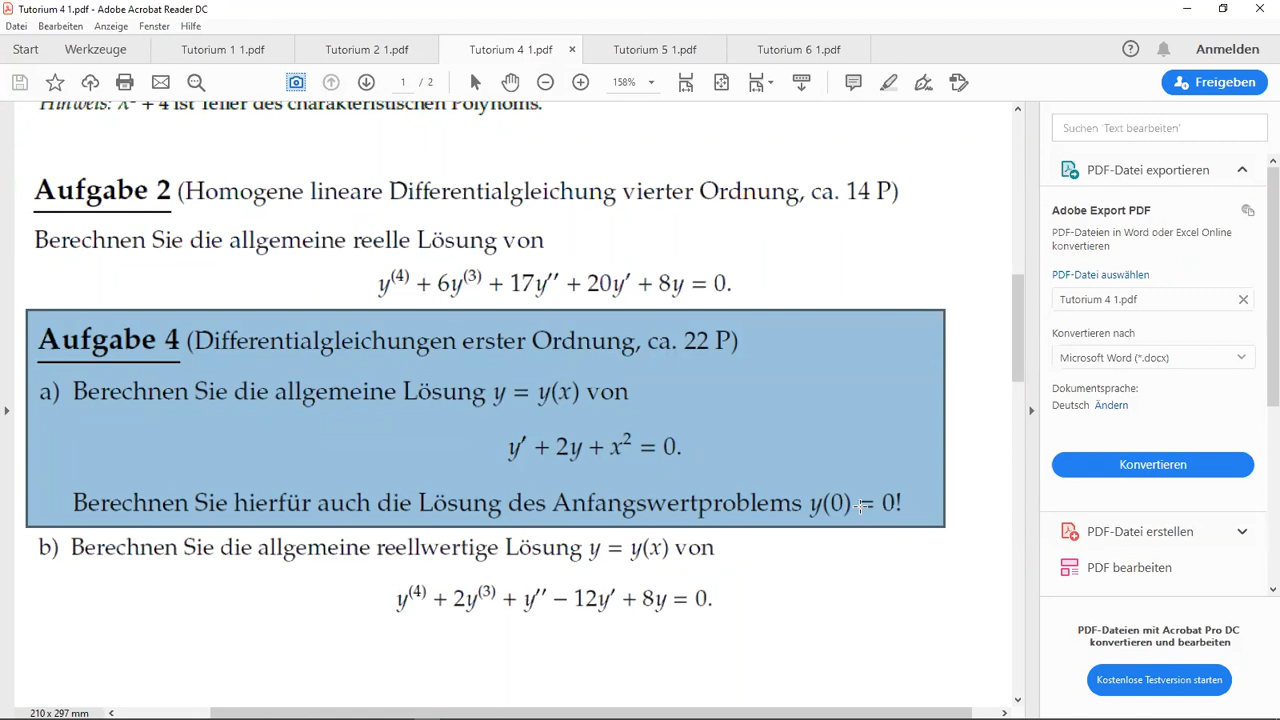 Tutorium 4 1.pdf - Adobe Acrobat Reader DC
Datei Bearbeiten Anzeige Fenster Hilfe
Start Werkzeuge Tutorium 1 1.pdf Tutorium 2 1.pdf Tutorium 4 1.pdf × Tutorium 5 1.pdf Tutorium 6 1.pdf Anmelden
1 / 2 158% Freigeben
Hinweis: ist Teiler des charakteristischen Polynoms.
Aufgabe 2 (Homogene lineare Differentialgleichung vierter Ordnung, ca. 14 P)
Berechnen Sie die allgemeine reelle Lösung von
y⁽⁴⁾ + 6y⁽³⁾ + 17y′′ + 20y′ + 8y = 0.
Aufgabe 4 (Differentialgleichungen erster Ordnung, ca. 22 P)
a) Berechnen Sie die allgemeine Lösung y = y(x) von
y′ + 2y + x² = 0.
Berechnen Sie hierfür auch die Lösung des Anfangswertproblems y(0) = 0!
b) Berechnen Sie die allgemeine reellwertige Lösung y = y(x) von
y⁽⁴⁾ + 2y⁽³⁾ + y′′ − 12y′ + 8y = 0.
210 x 297 mm
Suchen 'Text bearbeiten'
PDF-Datei exportieren
Adobe Export PDF
PDF-Dateien in Word oder Excel Online
konvertieren
PDF-Datei auswählen
Tutorium 4 1.pdf
Konvertieren nach
Microsoft Word (*.docx)
Dokumentsprache:
Deutsch Ändern
Konvertieren
PDF-Datei erstellen
PDF bearbeiten
PDF-Dateien mit Acrobat Pro DC
konvertieren und bearbeiten
Kostenlose Testversion starten